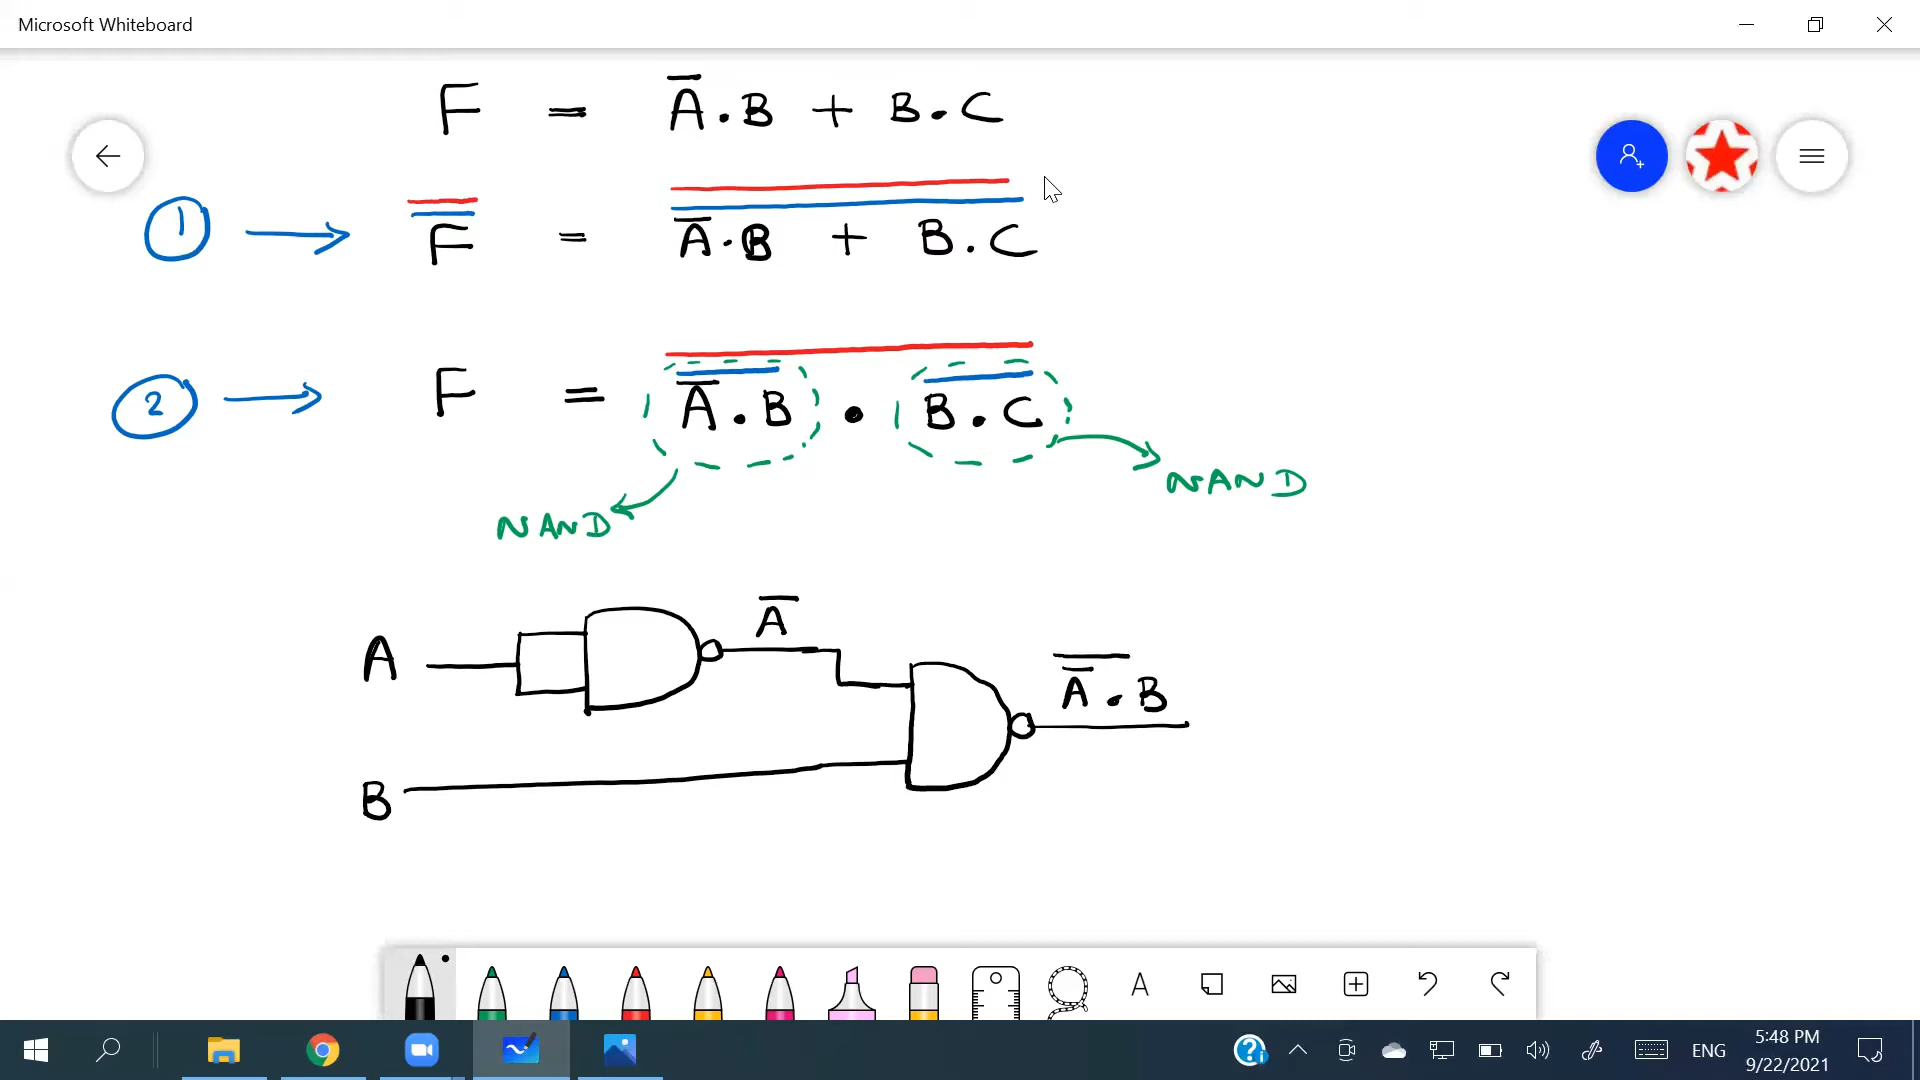 Microsoft Whiteboard
F = A̅.B + B.C
1 → F̿ = A̅.B + B.C
2 → F = A̅.B . B.C
NAND
NAND
A
A̅
A̅.B
B
A
ENG
5:48 PM
9/22/2021